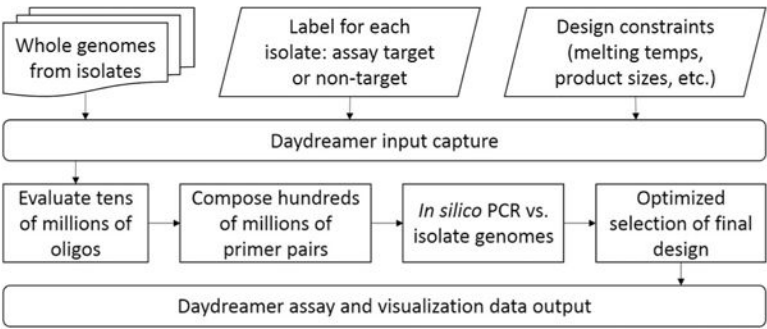 Whole genomes
from isolates
Label for each
isolate: assay target
or non-target
Design constraints
(melting temps,
product sizes, etc.)
Daydreamer input capture
Evaluate tens
of millions of
oligos
Compose hundreds
of millions of
primer pairs
In silico PCR vs.
isolate genomes
Optimized
selection of final
design
Daydreamer assay and visualization data output